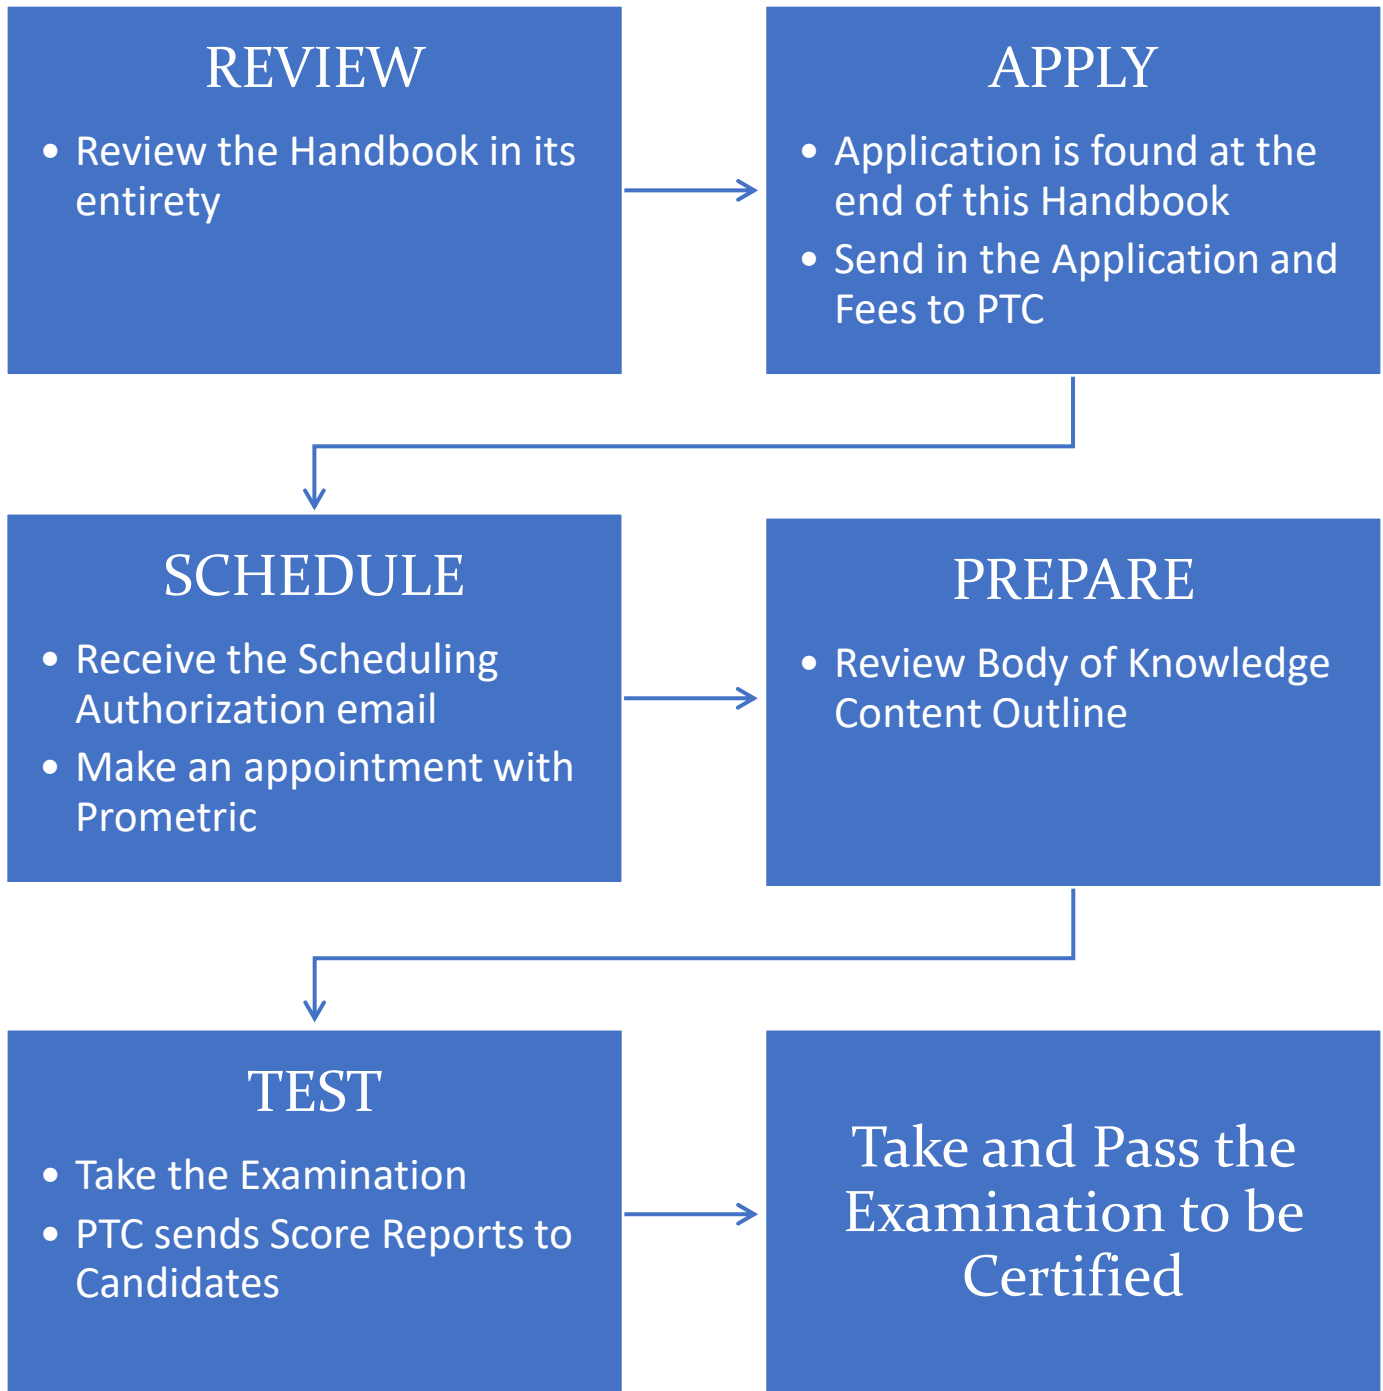 REVIEW
• Review the Handbook in its
entirety
APPLY
• Application is found at the
end of this Handbook
• Send in the Application and
Fees to PTC
SCHEDULE
• Receive the Scheduling
Authorization email
• Make an appointment with
Prometric
PREPARE
• Review Body of Knowledge
Content Outline
TEST
• Take the Examination
• PTC sends Score Reports to
Candidates
Take and Pass the
Examination to be
Certified